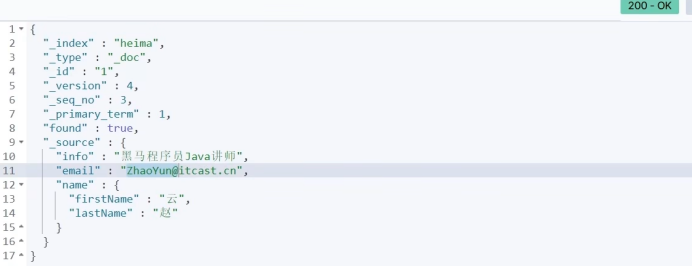 200 - OK
1 {
2 "_index" : "heima",
3 "_type" : "_doc",
4 "_id" : "1",
5 "_version" : 4,
6 "_seq_no" : 3,
7 "_primary_term" : 1,
8 "found" : true,
9 "_source" : {
10 "info" : "黑马程序员Java讲师",
11 "email" : "ZhaoYun@itcast.cn",
12 "name" : {
13 "firstName" : "云",
14 "lastName" : "赵"
15 }
16 }
17 }